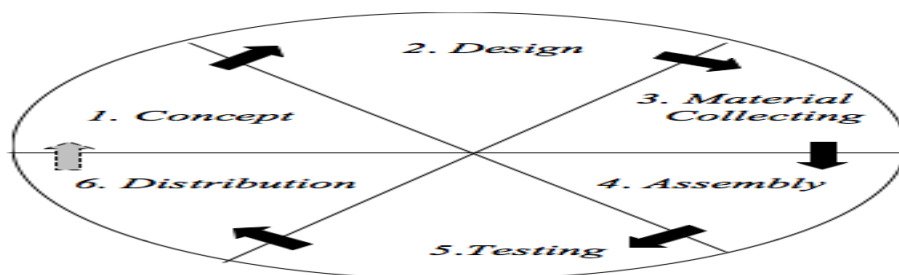 1. Concept
2. Design
3. Material
Collecting
4. Assembly
5.Testing
6. Distribution